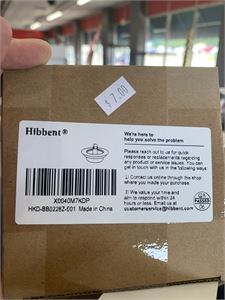 $ 7.00
Hibbent®
We're here to
help you solve the problem
Please reach out to us for quick
responses or replacements regarding
any product or service issues. You can
get in touch with us in the following ways:
1) Contact us online through the shop
where you made your purchase.
2) We value your time and
aim to respond within 24
hours or less. Email us at
customerservice@hibbent.com
X0040M7KDP
HKD-BB0228Z-001 Made in China
PASSED